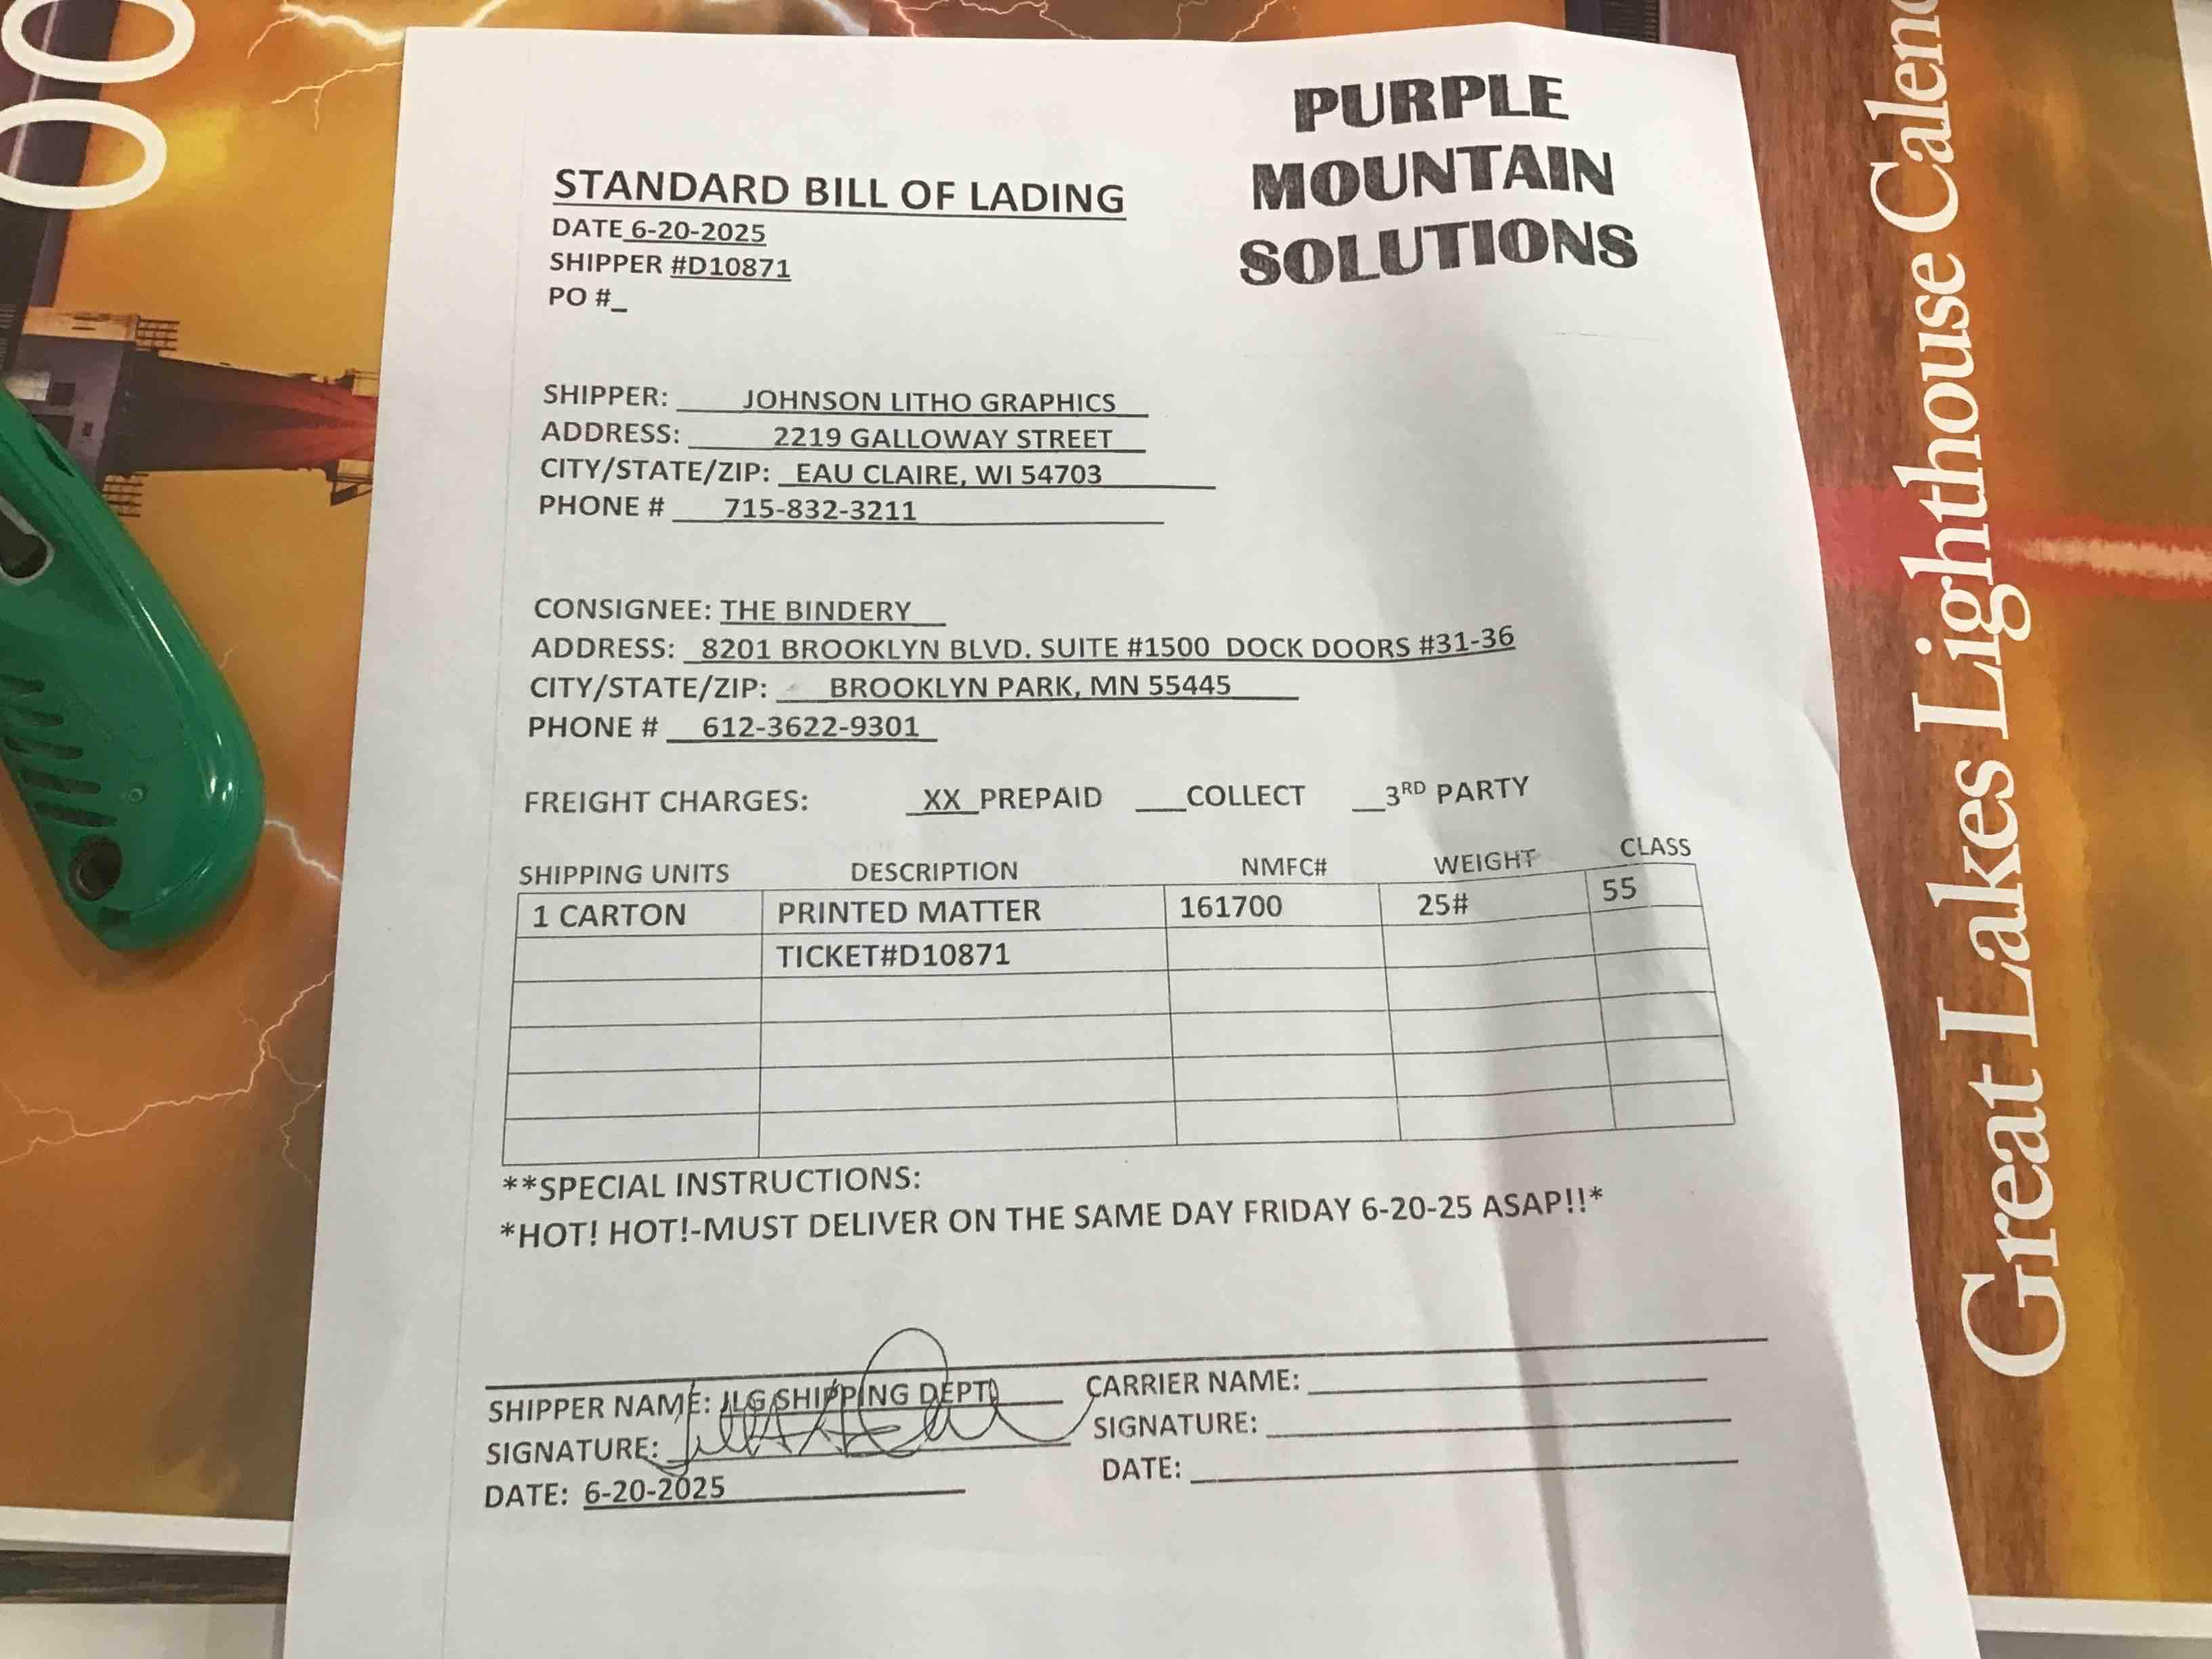 PURPLE
MOUNTAIN
SOLUTIONS
STANDARD BILL OF LADING
DATE 6-20-2025
SHIPPER #D10871
PO #_
SHIPPER: JOHNSON LITHO GRAPHICS
ADDRESS: 2219 GALLOWAY STREET
CITY/STATE/ZIP: EAU CLAIRE, WI 54703
PHONE # 715-832-3211
CONSIGNEE: THE BINDERY
ADDRESS: 8201 BROOKLYN BLVD. SUITE #1500 DOCK DOORS #31-36
CITY/STATE/ZIP: BROOKLYN PARK, MN 55445
PHONE # 612-3622-9301
FREIGHT CHARGES: XX PREPAID ___COLLECT __3RD PARTY
SHIPPING UNITS DESCRIPTION NMFC# WEIGHT CLASS
1 CARTON PRINTED MATTER 161700 25# 55
TICKET#D10871
**SPECIAL INSTRUCTIONS:
*HOT! HOT!-MUST DELIVER ON THE SAME DAY FRIDAY 6-20-25 ASAP!!*
SHIPPER NAME: JLG SHIPPING DEPT
SIGNATURE:
DATE: 6-20-2025
CARRIER NAME:
SIGNATURE:
DATE:
Great Lakes Lighthouse
00